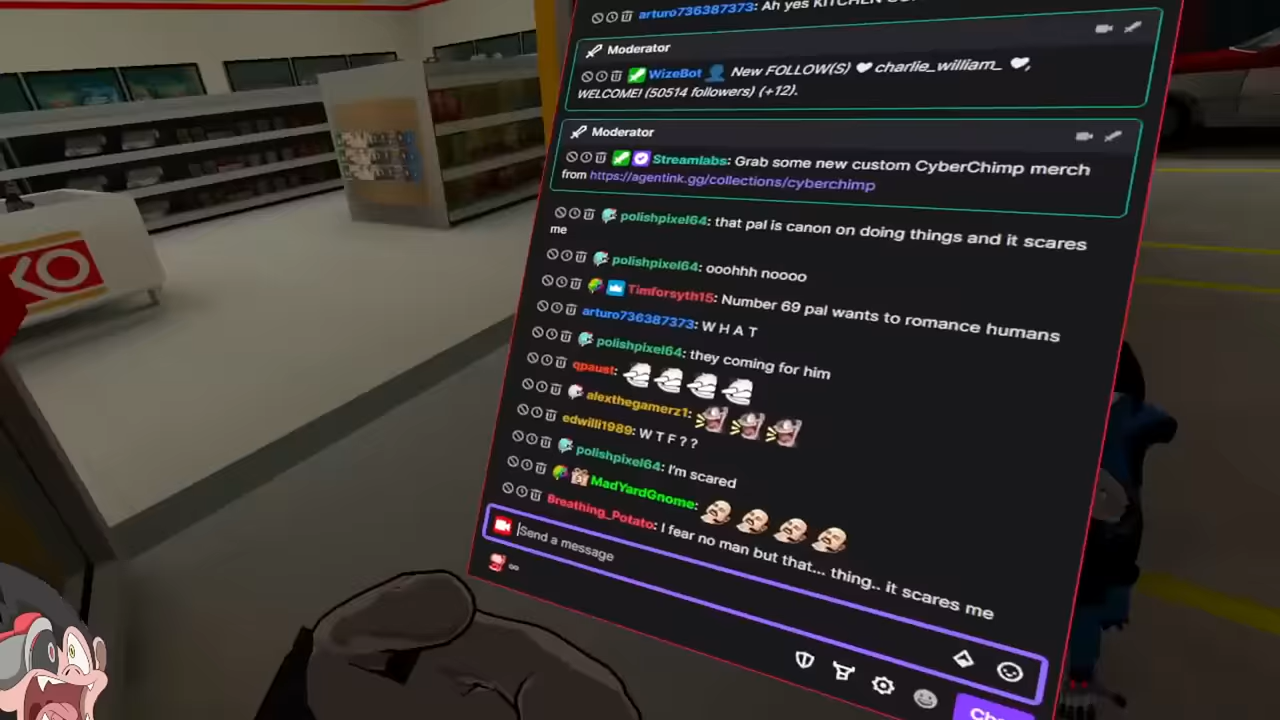 arturo736387373: Ah yes KITCHEN
Moderator
WizeBot New FOLLOW(S) charlie_william_ ,
WELCOME! (50514 followers) (+12).
Moderator
Streamlabs: Grab some new custom CyberChimp merch
from https://agentink.gg/collections/cyberchimp
polishpixel64: that pal is canon on doing things and it scares
me
polishpixel64: ooohhh noooo
Timforsyth15: Number 69 pal wants to romance humans
arturo736387373: W H A T
polishpixel64: they coming for him
qpaust:
alexthegamerz1:
edwilli1989: W T F ? ?
polishpixel64: I'm scared
MadYardGnome:
Breathing_Potato: I fear no man but that... thing.. it scares me
Send a message
∞
KO